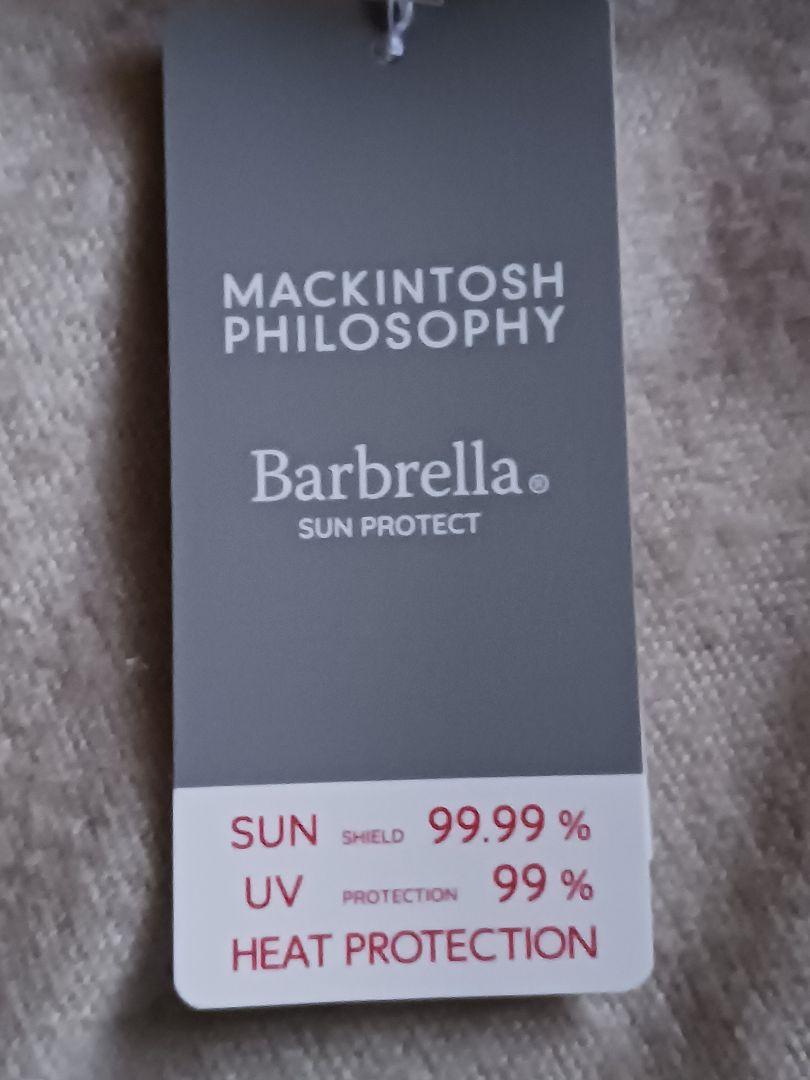 MACKINTOSH
PHILOSOPHY
Barbrella®
SUN PROTECT
SUN SHIELD 99.99 %
UV PROTECTION 99 %
HEAT PROTECTION